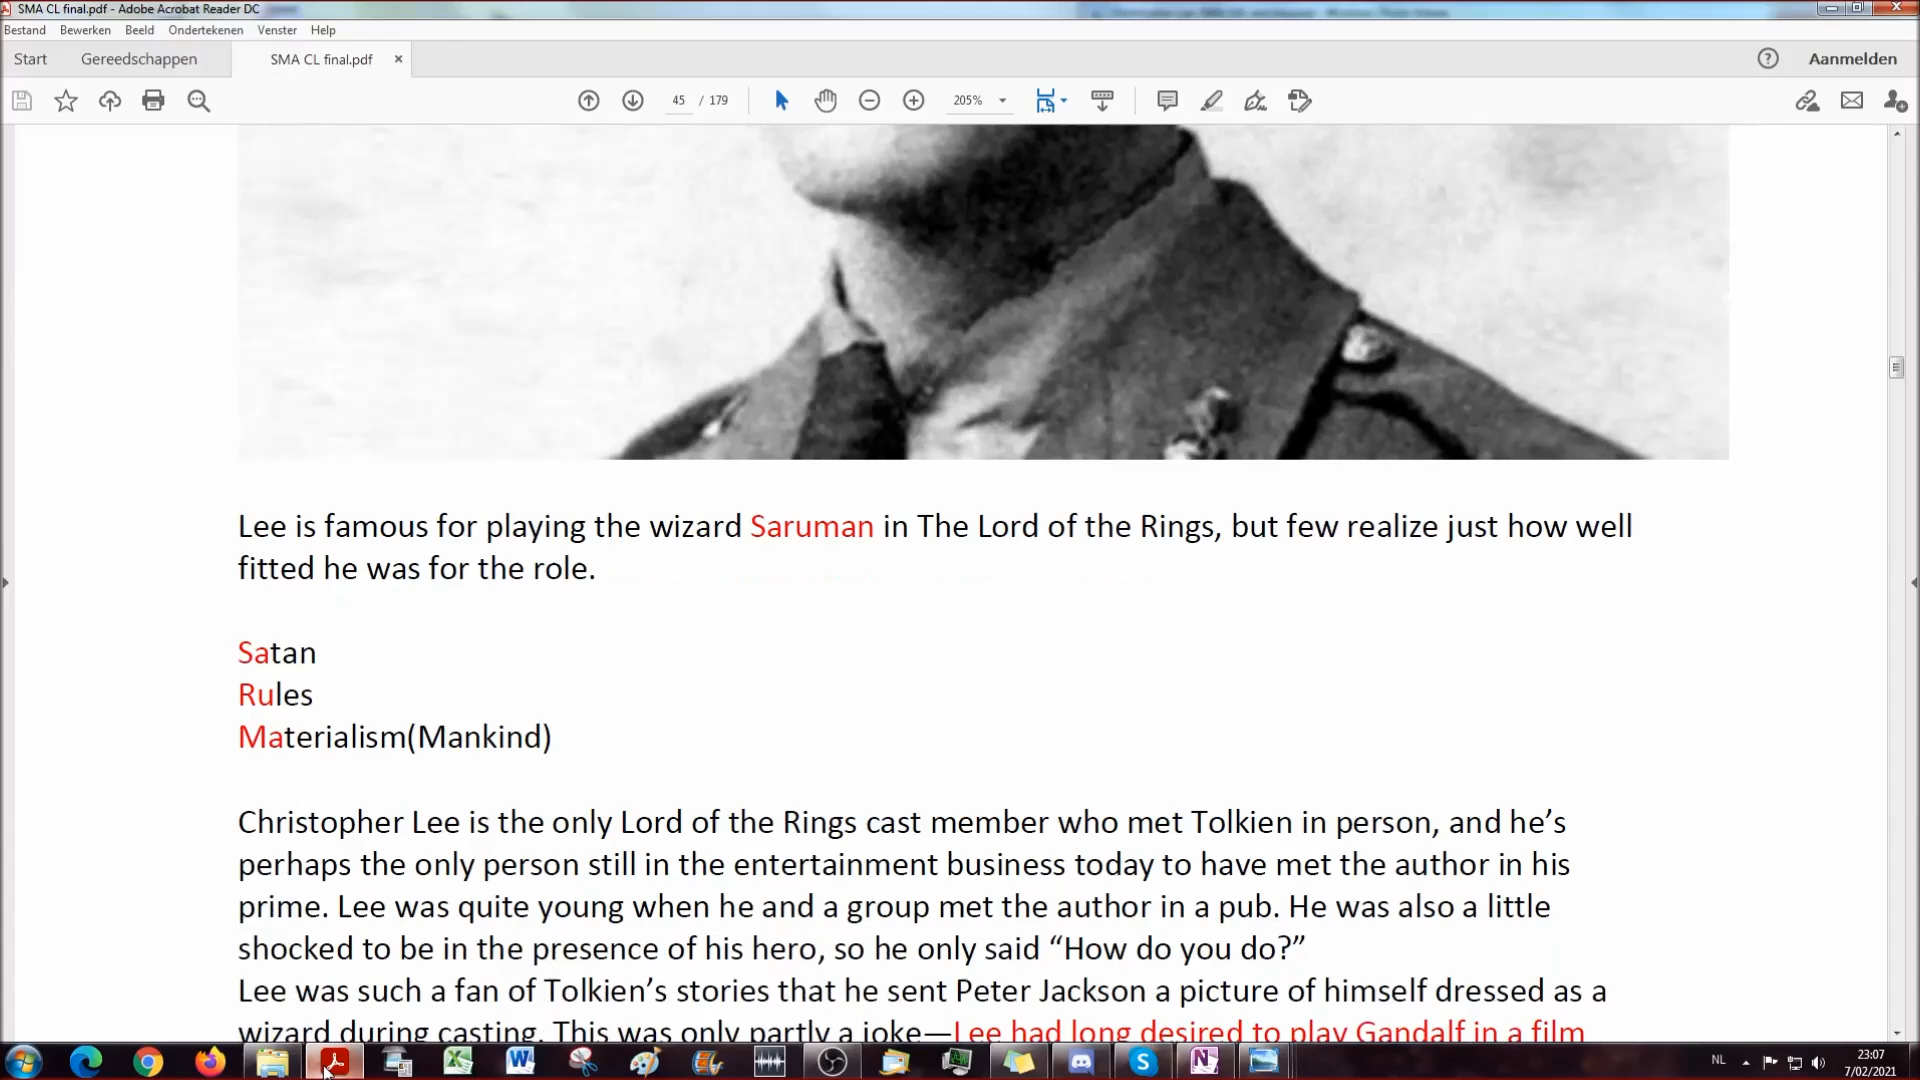 SMA CL final.pdf - Adobe Acrobat Reader DC
Bestand Bewerken Beeld Ondertekenen Venster Help
Start Gereedschappen SMA CL final.pdf × Aanmelden
45 / 179 205%
Lee is famous for playing the wizard Saruman in The Lord of the Rings, but few realize just how well
fitted he was for the role.
Satan
Rules
Materialism(Mankind)
Christopher Lee is the only Lord of the Rings cast member who met Tolkien in person, and he’s
perhaps the only person still in the entertainment business today to have met the author in his
prime. Lee was quite young when he and a group met the author in a pub. He was also a little
shocked to be in the presence of his hero, so he only said “How do you do?”
Lee was such a fan of Tolkien’s stories that he sent Peter Jackson a picture of himself dressed as a
wizard during casting. This was only partly a joke—Lee had long desired to play Gandalf in a film
NL 23:07
7/02/2021